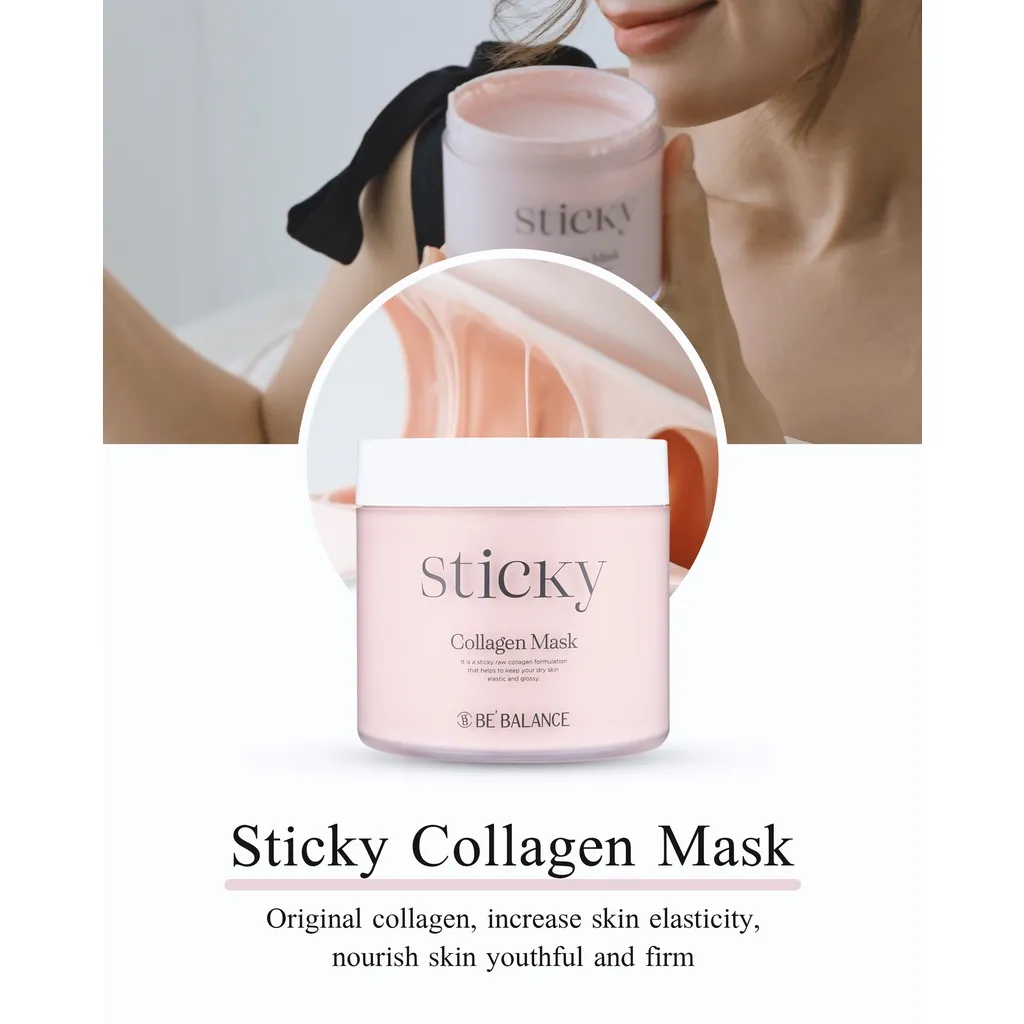 sticky
sticky
Collagen Mask
It is a sticky raw collagen formulation
that helps to keep your dry skin
elastic and glossy.
BE'BALANCE
Sticky Collagen Mask
Original collagen, increase skin elasticity,
nourish skin youthful and firm